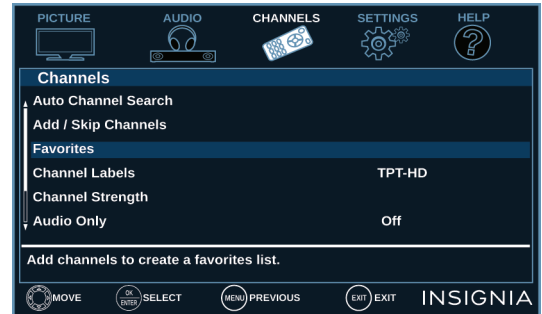 PICTURE AUDIO CHANNELS SETTINGS HELP
Channels
Auto Channel Search
Add / Skip Channels
Favorites
Channel Labels TPT-HD
Channel Strength
Audio Only Off
Add channels to create a favorites list.
MOVE OK ENTER SELECT MENU PREVIOUS EXIT EXIT INSIGNIA